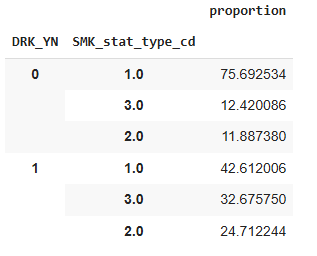 proportion
DRK_YN SMK_stat_type_cd
0 1.0 75.692534
3.0 12.420086
2.0 11.887380
1 1.0 42.612006
3.0 32.675750
2.0 24.712244